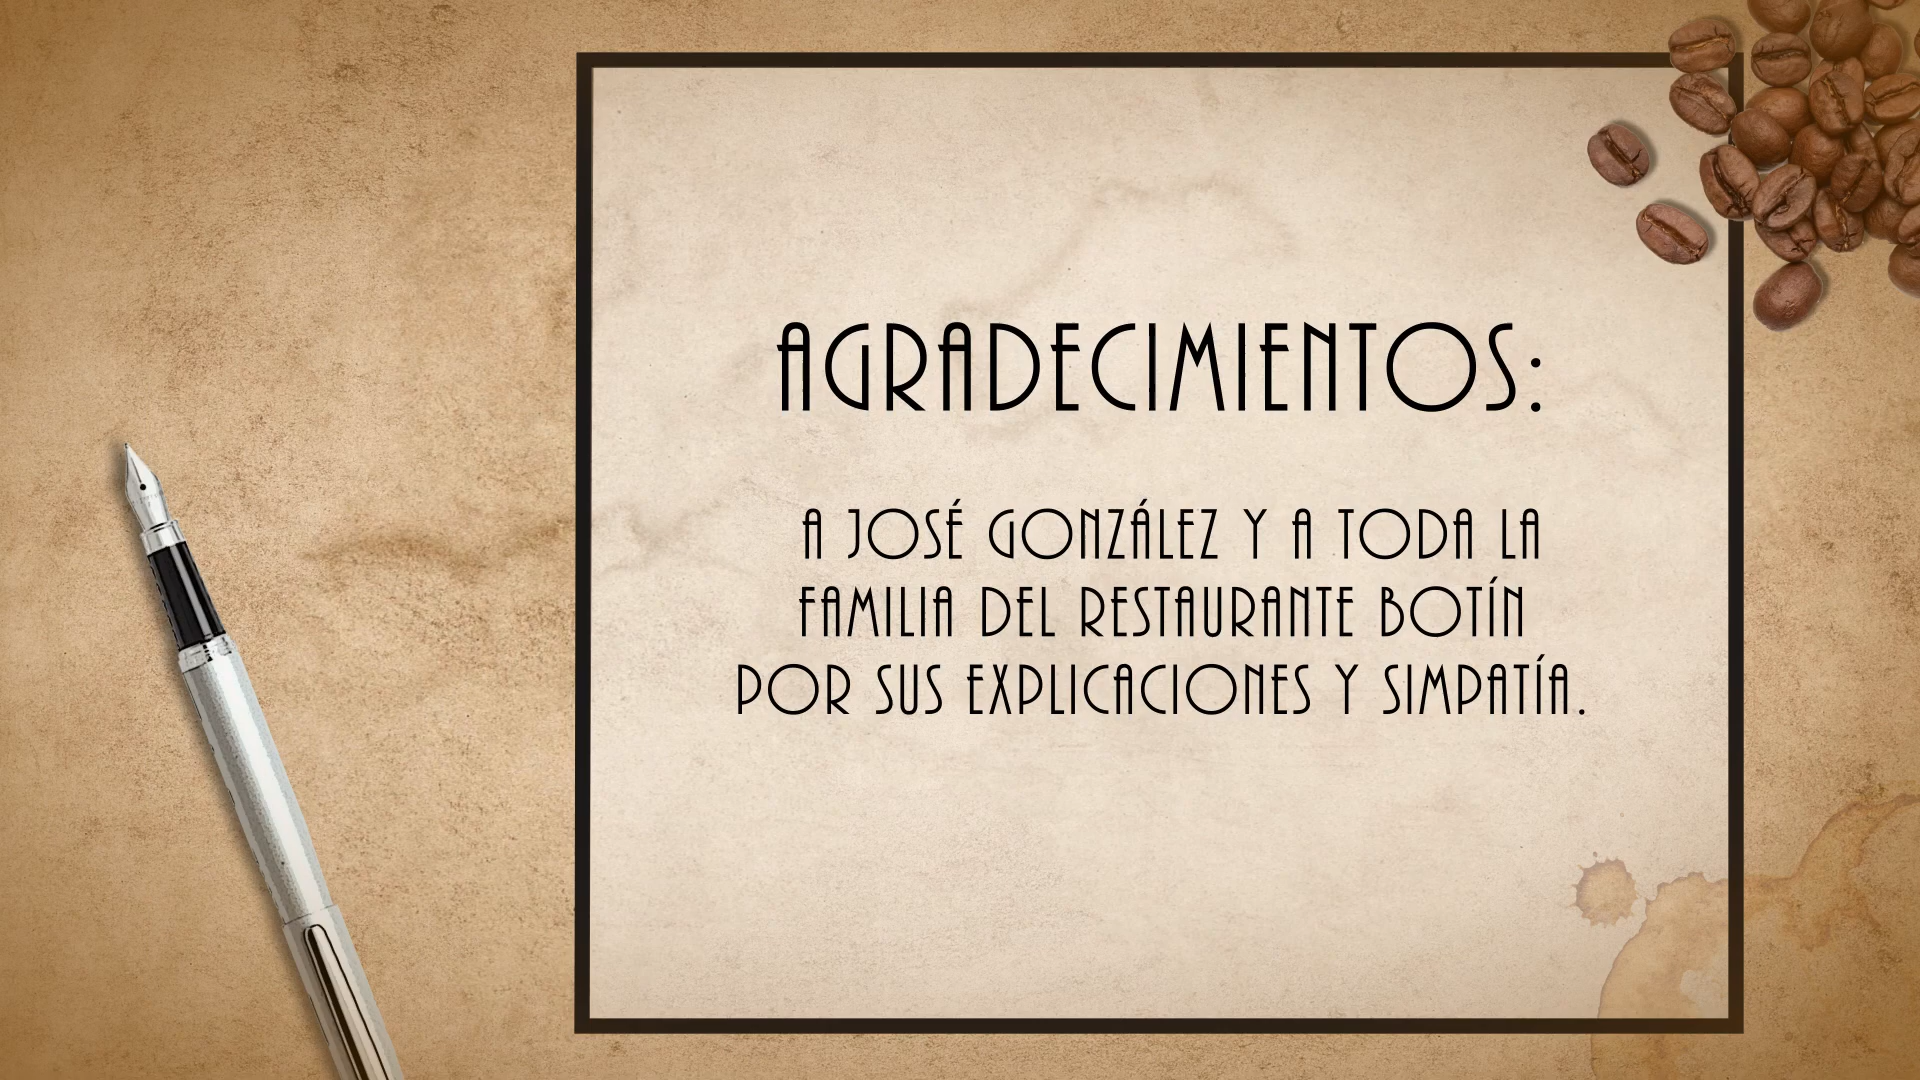 AGRADECIMIENTOS:
A JOSÉ GONZÁLEZ Y A TODA LA
FAMILIA DEL RESTAURANTE BOTÍN
POR SUS EXPLICACIONES Y SIMPATÍA.